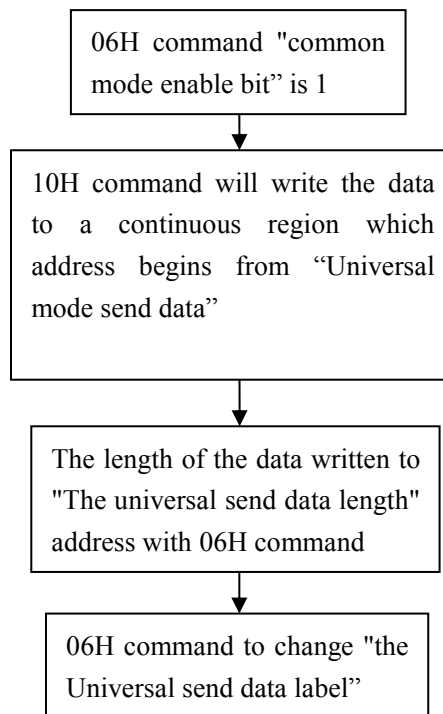 06H command "common
mode enable bit” is 1
10H command will write the data
to a continuous region which
address begins from “Universal
mode send data”
The length of the data written to
"The universal send data length"
address with 06H command
06H command to change "the
Universal send data label”